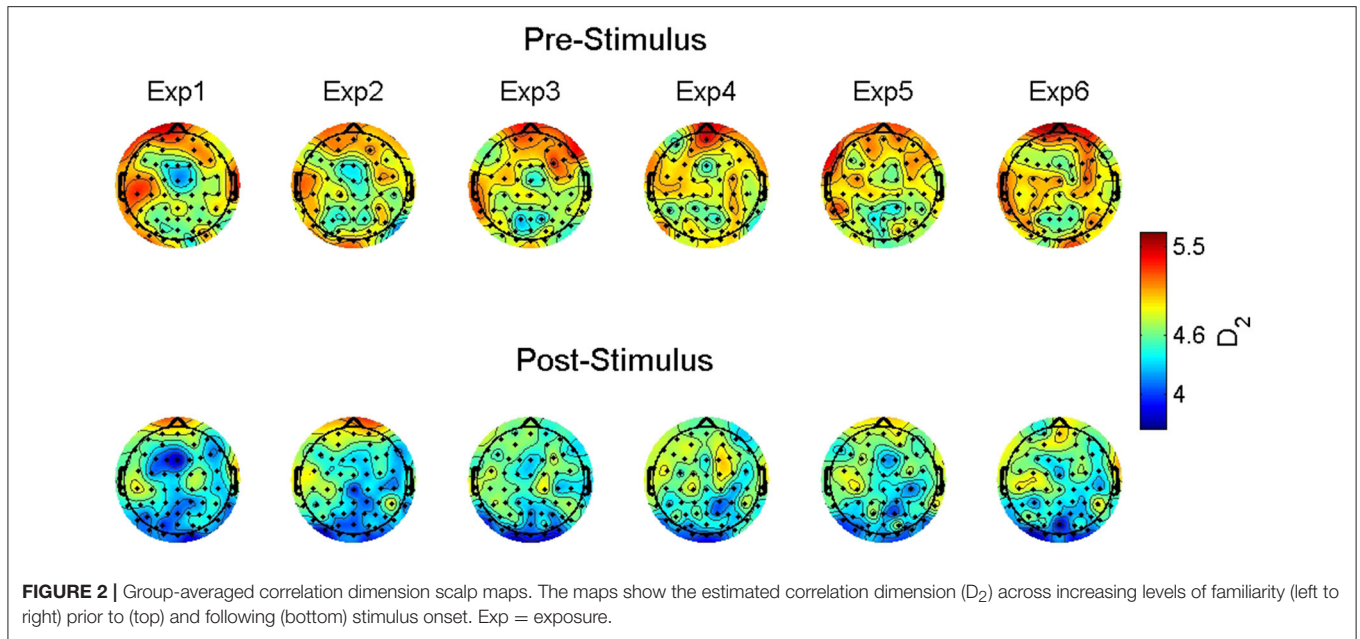 Pre-Stimulus
Exp1 Exp2 Exp3 Exp4 Exp5 Exp6
5.5
4.6
4
D₂
Post-Stimulus
FIGURE 2 | Group-averaged correlation dimension scalp maps. The maps show the estimated correlation dimension (D₂) across increasing levels of familiarity (left to
right) prior to (top) and following (bottom) stimulus onset. Exp = exposure.